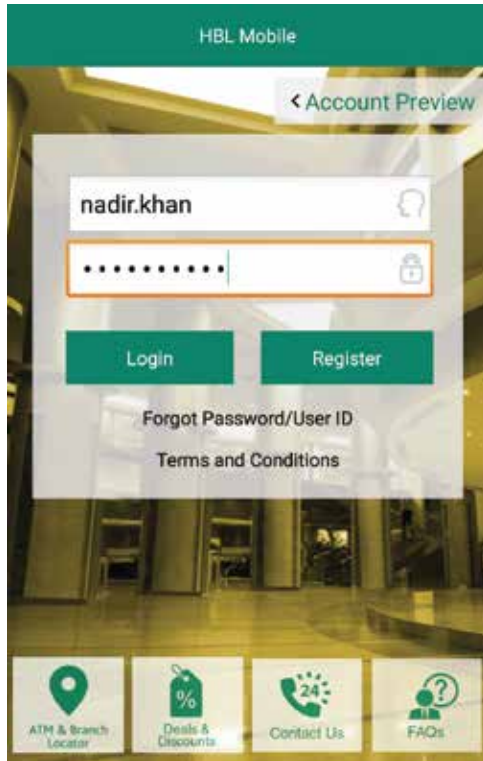 HBL Mobile
< Account Preview
nadir.khan
••••••••••
Login
Register
Forgot Password/User ID
Terms and Conditions
%
24
?
ATM & Branch
Locator
Deals &
Discounts
Contact Us
FAQs